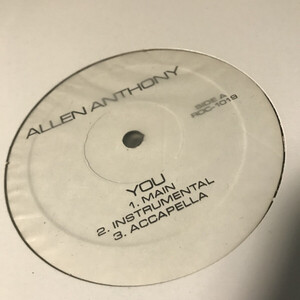 ALLEN ANTHONY
SIDE A
ROC-1019
YOU
1. MAIN
2. INSTRUMENTAL
3. ACCAPELLA